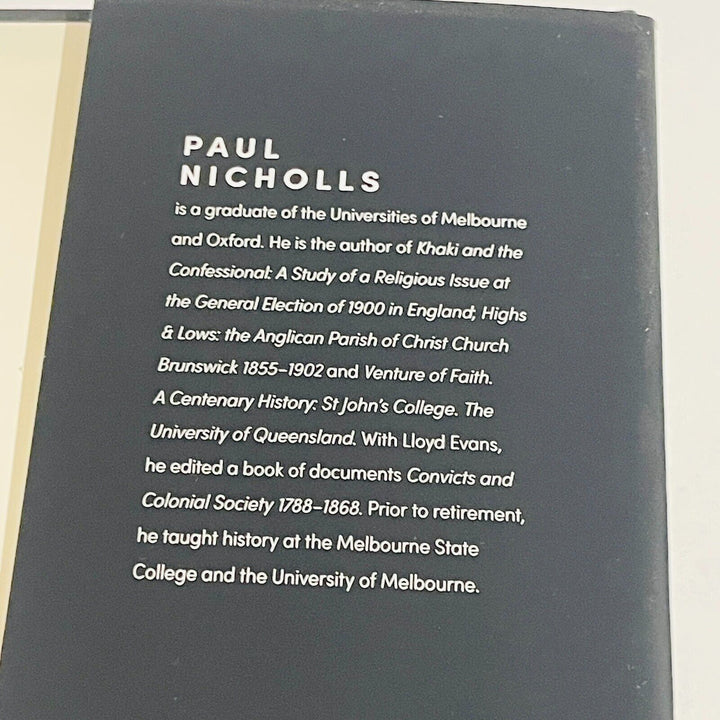 PAUL
NICHOLLS
is a graduate of the Universities of Melbourne
and Oxford. He is the author of Khaki and the
Confessional: A Study of a Religious Issue at
the General Election of 1900 in England; Highs
& Lows: the Anglican Parish of Christ Church
Brunswick 1855–1902 and Venture of Faith.
A Centenary History: St John's College. The
University of Queensland. With Lloyd Evans,
he edited a book of documents Convicts and
Colonial Society 1788–1868. Prior to retirement,
he taught history at the Melbourne State
College and the University of Melbourne.